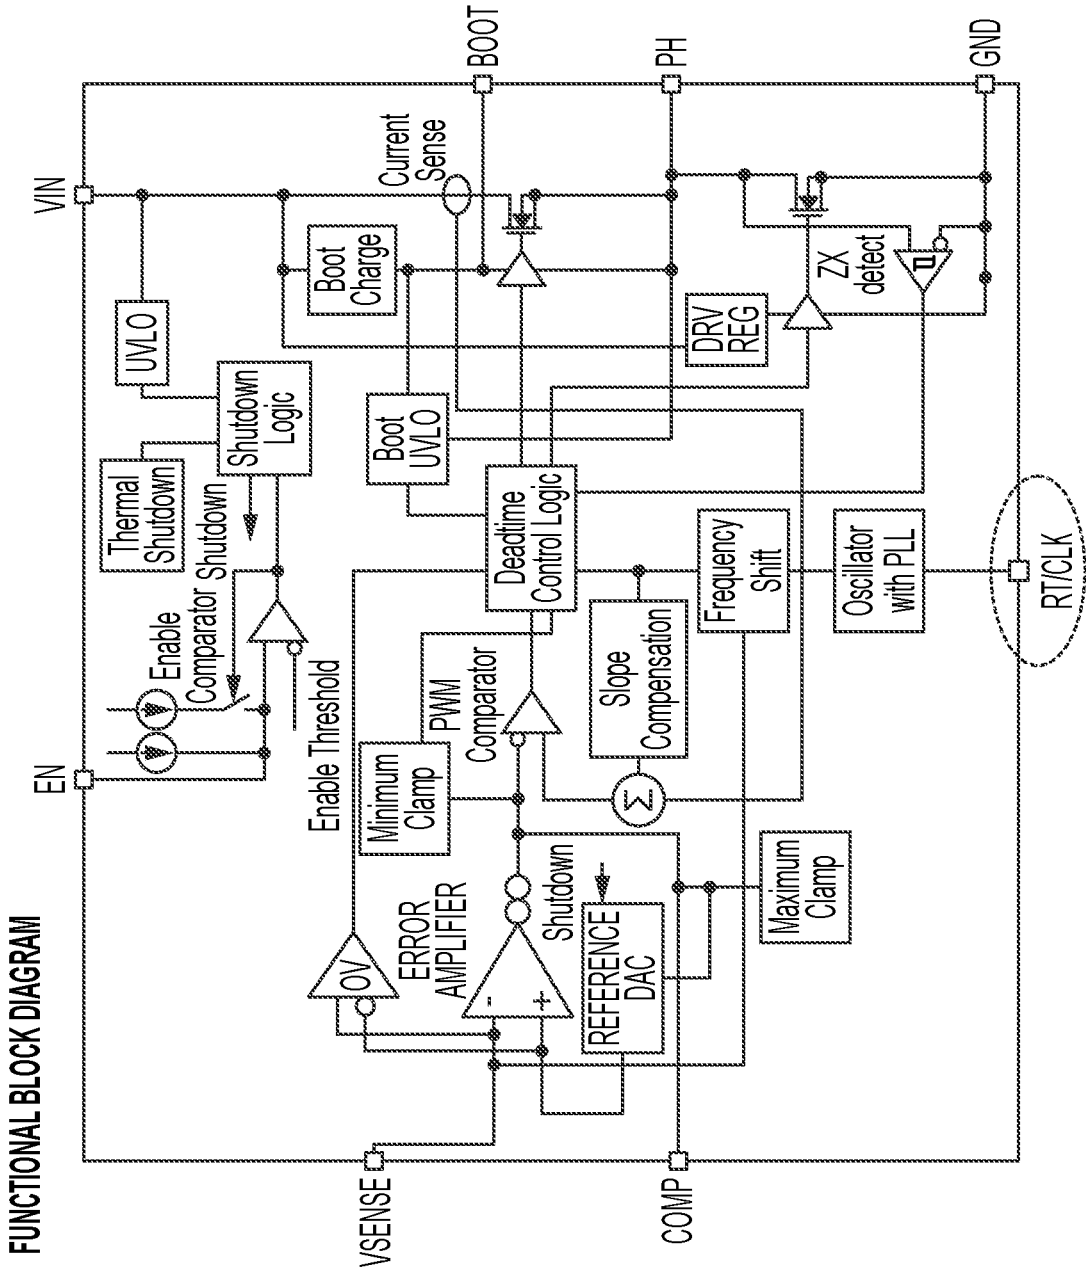 FUNCTIONAL BLOCK DIAGRAM
EN
VIN
Thermal
Shutdown
UVLO
Enable
Comparator
Shutdown
Shutdown
Logic
Enable Threshold
Boot
Charge
Current
Sense
BOOT
VSENSE
OV
Minimum
Clamp
Boot
UVLO
ERROR
AMPLIFIER
PWM
Comparator
-
+
Deadtime
Control Logic
Shutdown
REFERENCE
DAC
Σ
Slope
Compensation
PH
COMP
DRV
REG
Frequency
Shift
Maximum
Clamp
ZX
detect
Oscillator
with PLL
GND
RT/CLK